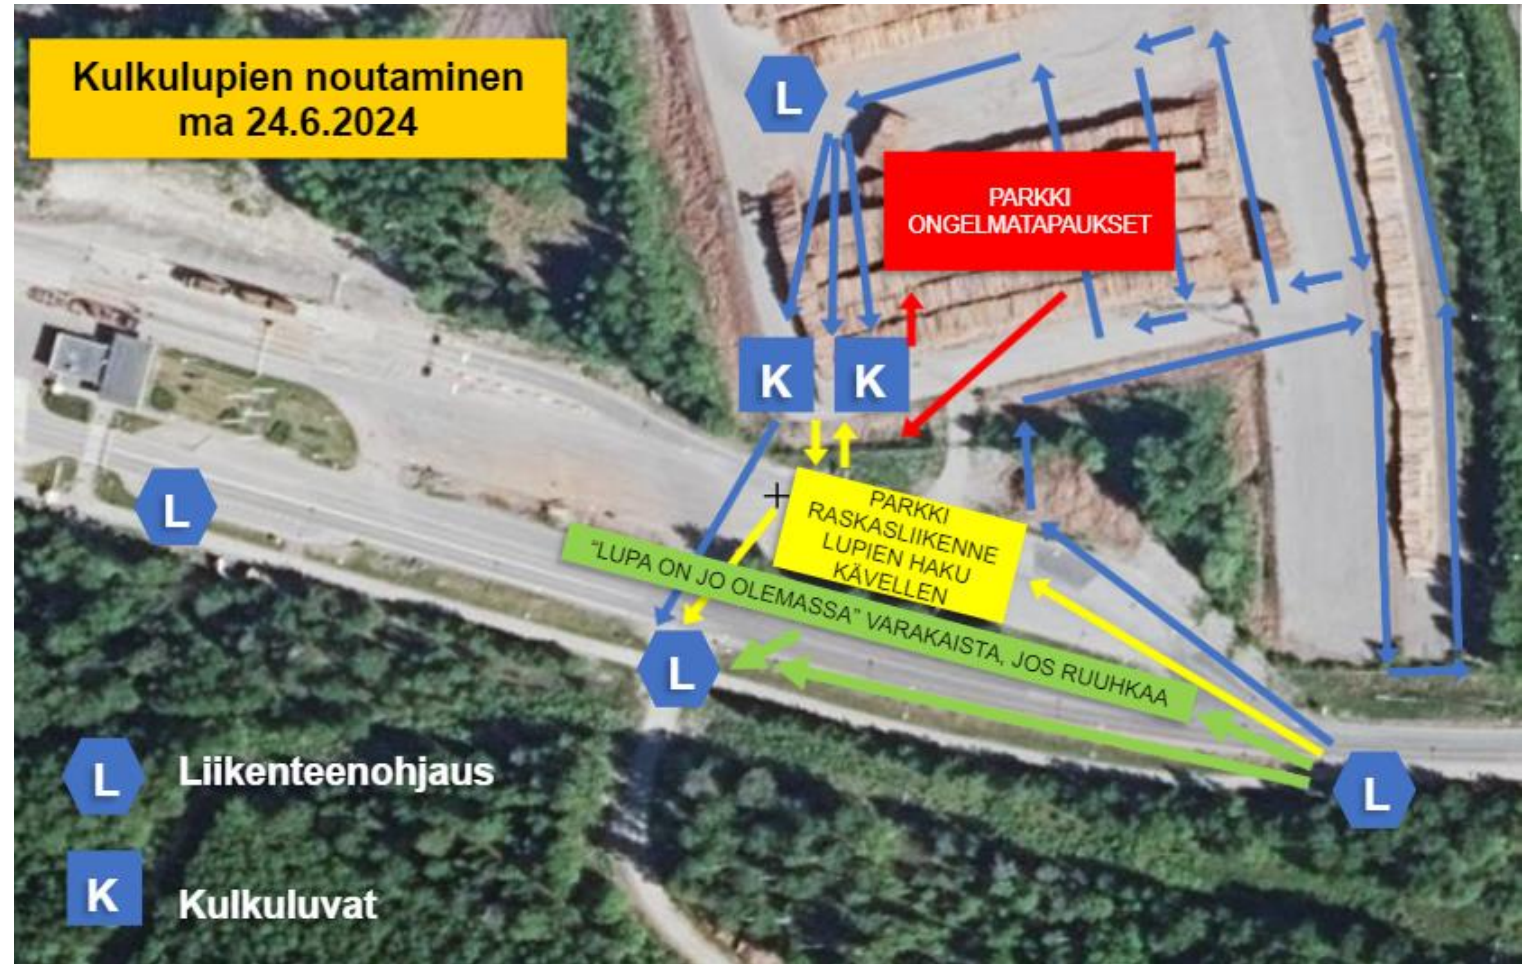 Kulkulupien noutaminen
ma 24.6.2024
L
PARKKI
ONGELMATAPAUKSET
K
K
L
PARKKI
RASKASLIIKENNE
LUPIEN HAKU
KÄVELLEN
"LUPA ON JO OLEMASSA" VARAKAISTA, JOS RUUHKAA
L
L
L Liikenteenohjaus
K Kulkuluvat